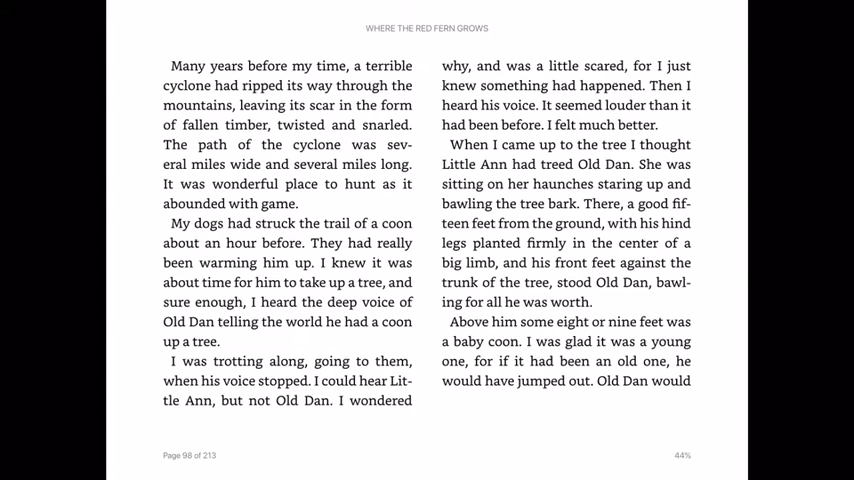 WHERE THE RED FERN GROWS
Many years before my time, a terrible
cyclone had ripped its way through the
mountains, leaving its scar in the form
of fallen timber, twisted and snarled.
The path of the cyclone was sev-
eral miles wide and several miles long.
It was wonderful place to hunt as it
abounded with game.
My dogs had struck the trail of a coon
about an hour before. They had really
been warming him up. I knew it was
about time for him to take up a tree, and
sure enough, I heard the deep voice of
Old Dan telling the world he had a coon
up a tree.
I was trotting along, going to them,
when his voice stopped. I could hear Lit-
tle Ann, but not Old Dan. I wondered
why, and was a little scared, for I just
knew something had happened. Then I
heard his voice. It seemed louder than it
had been before. I felt much better.
When I came up to the tree I thought
Little Ann had treed Old Dan. She was
sitting on her haunches staring up and
bawling the tree bark. There, a good fif-
teen feet from the ground, with his hind
legs planted firmly in the center of a
big limb, and his front feet against the
trunk of the tree, stood Old Dan, bawl-
ing for all he was worth.
Above him some eight or nine feet was
a baby coon. I was glad it was a young
one, for if it had been an old one, he
would have jumped out. Old Dan would
Page 98 of 213
44%